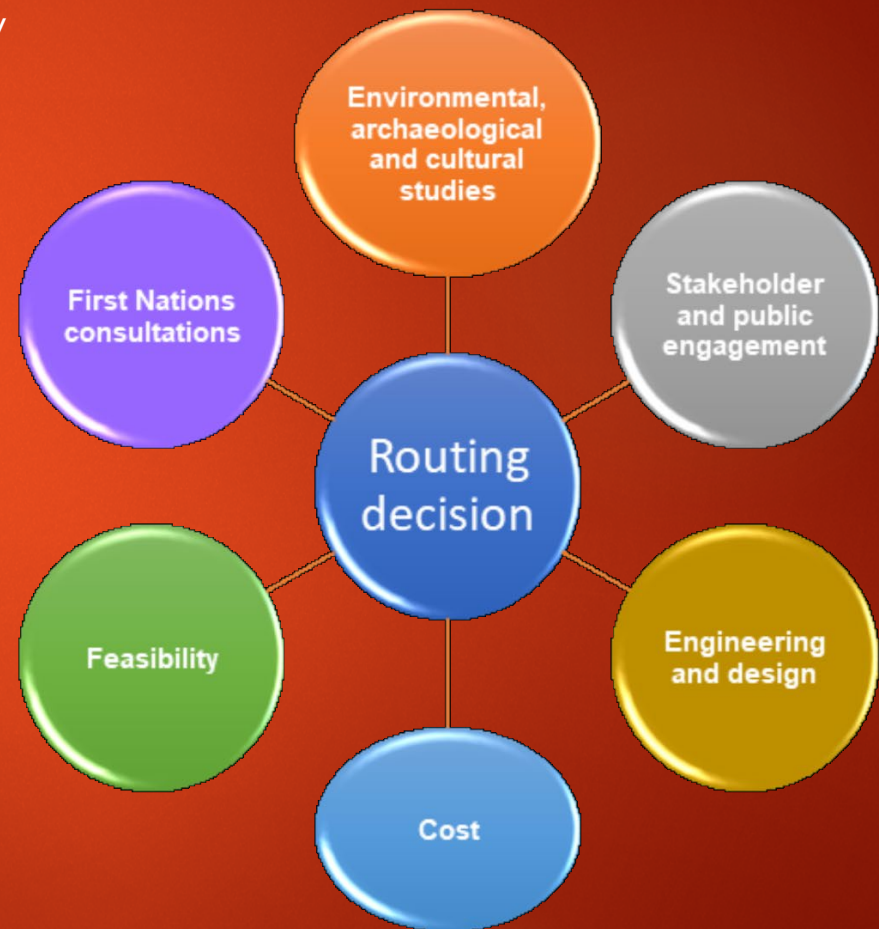 Environmental,
archaeological
and cultural
studies
First Nations
consultations
Stakeholder
and public
engagement
Routing
decision
Feasibility
Engineering
and design
Cost